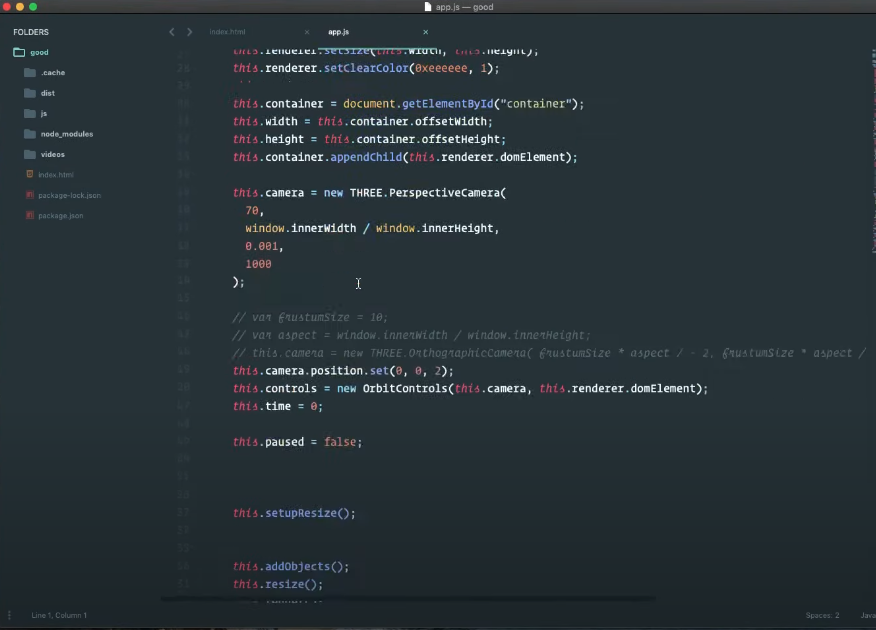 app.js — good
FOLDERS
good
.cache
dist
js
node_modules
videos
index.html
package-lock.json
package.json
index.html ×
app.js ×
this.renderer.setSize(this.width, this.height);
this.renderer.setClearColor(0xeeeeee, 1);
this.container = document.getElementById("container");
this.width = this.container.offsetWidth;
this.height = this.container.offsetHeight;
this.container.appendChild(this.renderer.domElement);
this.camera = new THREE.PerspectiveCamera(
70,
window.innerWidth / window.innerHeight,
0.001,
1000
);
// var frustumSize = 10;
// var aspect = window.innerWidth / window.innerHeight;
// this.camera = new THREE.OrthographicCamera( frustumSize * aspect / - 2, frustumSize * aspect /
this.camera.position.set(0, 0, 2);
this.controls = new OrbitControls(this.camera, this.renderer.domElement);
this.time = 0;
this.paused = false;
this.setupResize();
this.addObjects();
this.resize();
Line 1, Column 1
Spaces: 2
Java